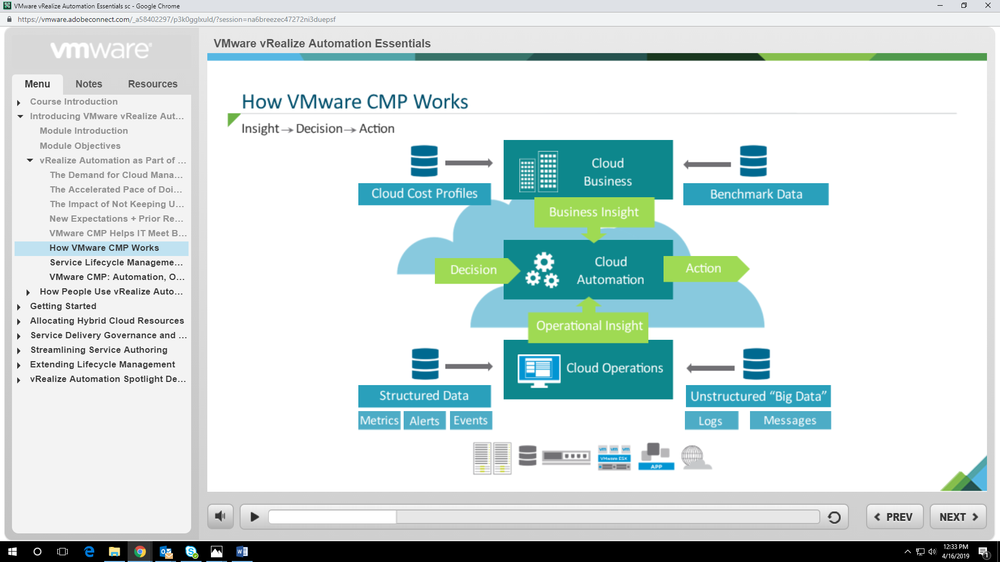 VMware vRealize Automation Essentials sc - Google Chrome
https://vmware.adobeconnect.com/_a58402297/p3k0gglxuld/?session=na6breezec47272ni3duepsf
vmware
Menu Notes Resources
Course Introduction
Introducing VMware vRealize Aut...
Module Introduction
Module Objectives
vRealize Automation as Part of ...
The Demand for Cloud Mana...
The Accelerated Pace of Doi...
The Impact of Not Keeping U...
New Expectations + Prior Re...
VMware CMP Helps IT Meet B...
How VMware CMP Works
Service Lifecycle Manageme...
VMware CMP: Automation, O...
How People Use vRealize Auto...
Getting Started
Allocating Hybrid Cloud Resources
Service Delivery Governance and ...
Streamlining Service Authoring
Extending Lifecycle Management
vRealize Automation Spotlight De...
VMware vRealize Automation Essentials
How VMware CMP Works
Insight→Decision→Action
Cloud Cost Profiles
Cloud
Business
Benchmark Data
Business Insight
Decision
Cloud
Automation
Action
Operational Insight
Cloud Operations
Structured Data
Metrics Alerts Events
Unstructured “Big Data”
Logs Messages
vm vm vm
VMware ESX
APP
PREV NEXT
12:33 PM
4/16/2019
1